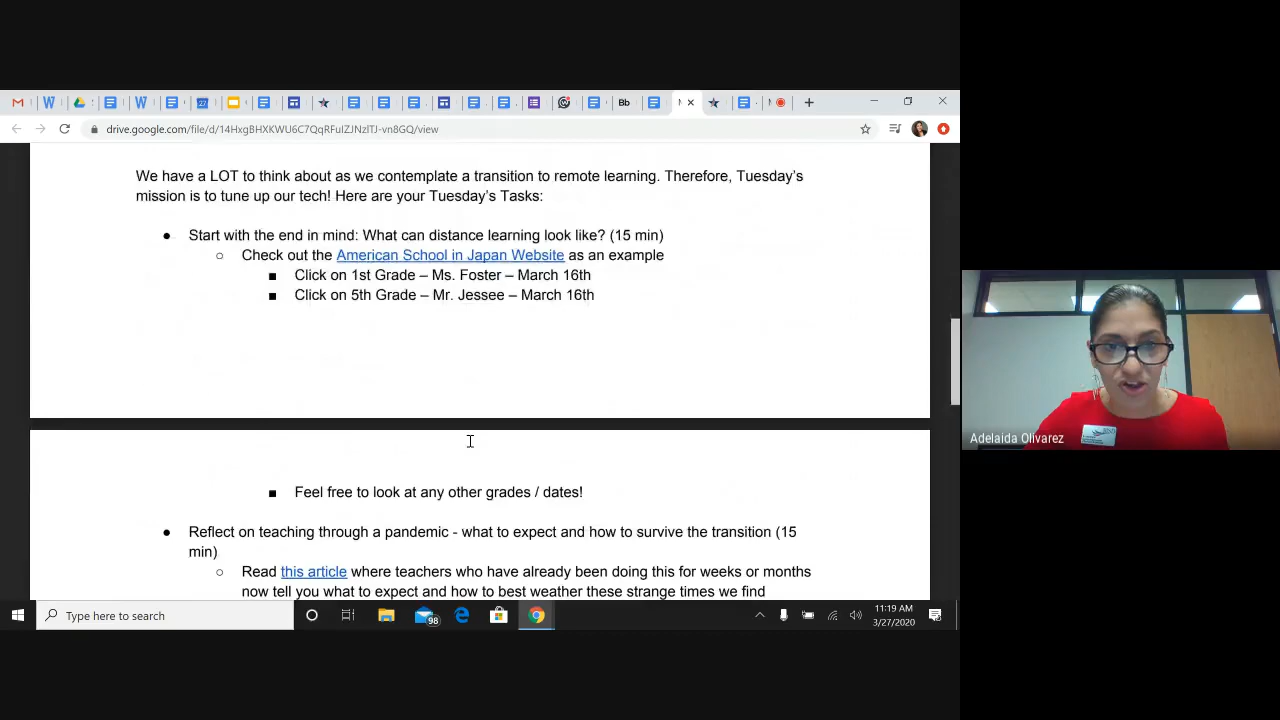 Bb
drive.google.com/file/d/14HxgBHXKWU6C7QqRFuIZJNzlTJ-vn8GQ/view
We have a LOT to think about as we contemplate a transition to remote learning. Therefore, Tuesday's
mission is to tune up our tech! Here are your Tuesday's Tasks:
● Start with the end in mind: What can distance learning look like? (15 min)
○ Check out the American School in Japan Website as an example
■ Click on 1st Grade – Ms. Foster – March 16th
■ Click on 5th Grade – Mr. Jessee – March 16th
■ Feel free to look at any other grades / dates!
● Reflect on teaching through a pandemic - what to expect and how to survive the transition (15
min)
○ Read this article where teachers who have already been doing this for weeks or months
now tell you what to expect and how to best weather these strange times we find
Adelaida Olivarez
Type here to search
98
11:19 AM
3/27/2020